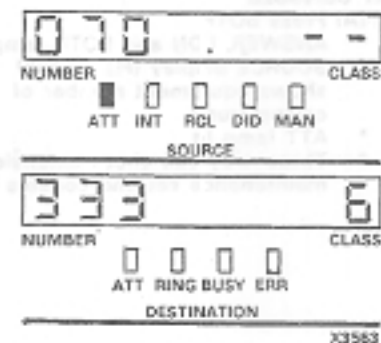 070 . - -
NUMBER CLASS
ATT INT RCL DID MAN
SOURCE
333 6
NUMBER CLASS
ATT RING BUSY ERR
DESTINATION
X3563